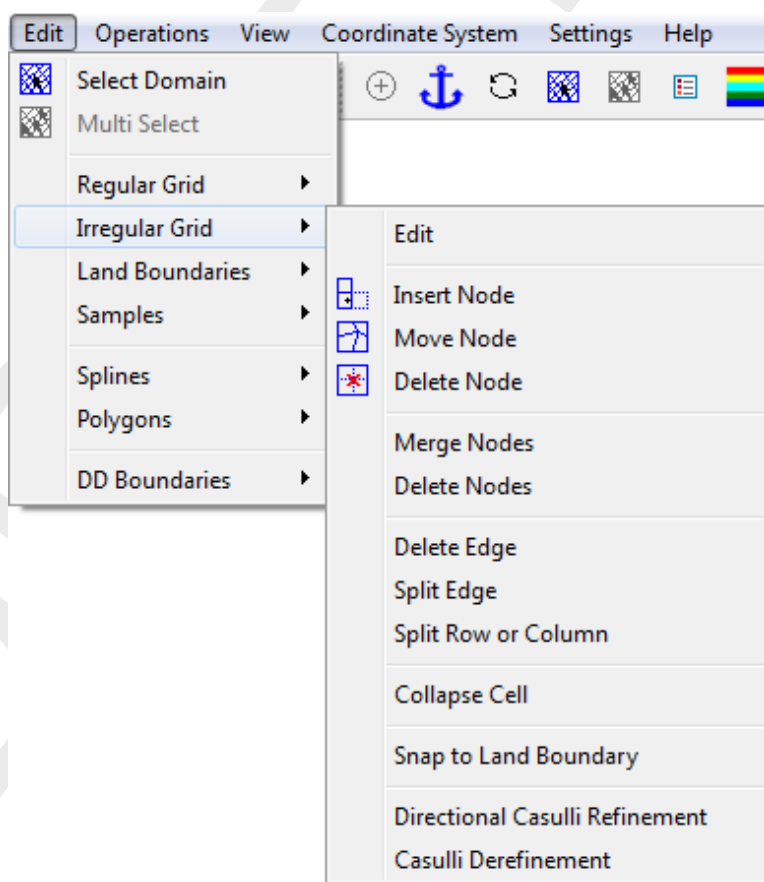 Edit Operations View Coordinate System Settings Help
Select Domain
Multi Select
Regular Grid
Irregular Grid
Land Boundaries
Samples
Splines
Polygons
DD Boundaries
Edit
Insert Node
Move Node
Delete Node
Merge Nodes
Delete Nodes
Delete Edge
Split Edge
Split Row or Column
Collapse Cell
Snap to Land Boundary
Directional Casulli Refinement
Casulli Derefinement